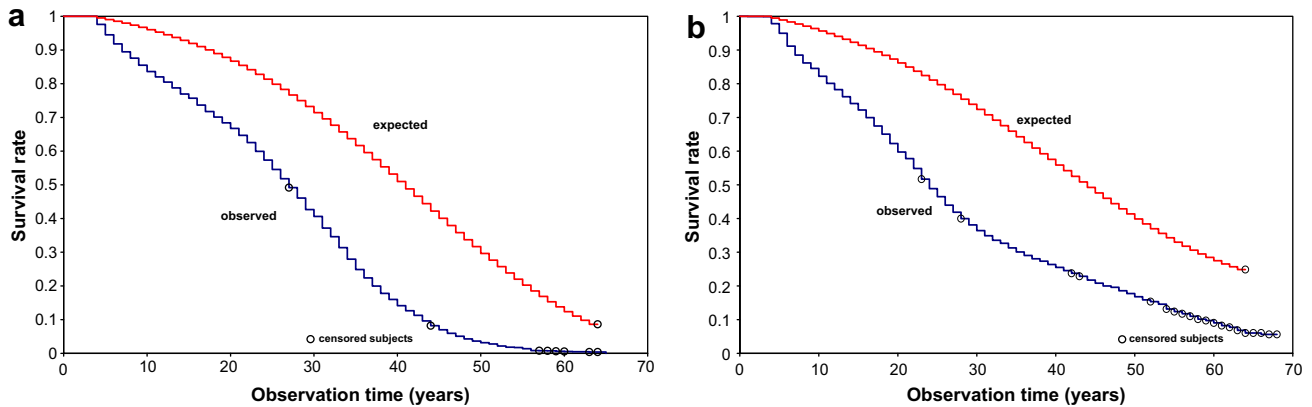 a
1
0.9
0.8
0.7
0.6
0.5
0.4
0.3
0.2
0.1
0
Survival rate
expected
observed
censored subjects
0 10 20 30 40 50 60 70
Observation time (years)
b
1
0.9
0.8
0.7
0.6
0.5
0.4
0.3
0.2
0.1
0
Survival rate
expected
observed
censored subjects
0 10 20 30 40 50 60 70
Observation time (years)